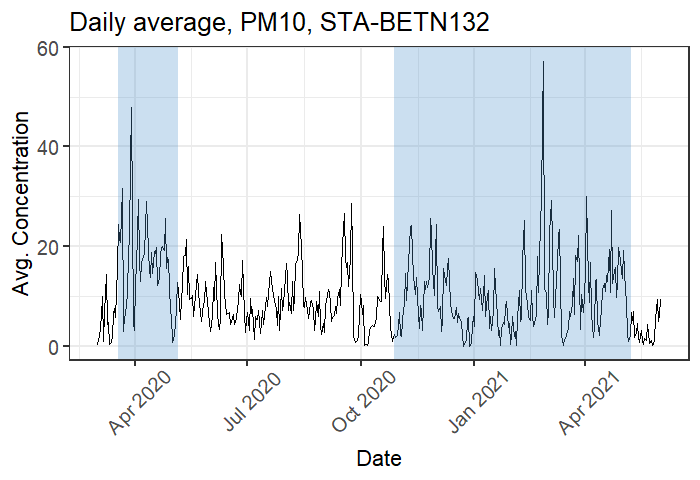 Daily average, PM10, STA-BETN132
Avg. Concentration
60
40
20
0
Apr 2020
Jul 2020
Oct 2020
Jan 2021
Apr 2021
Date